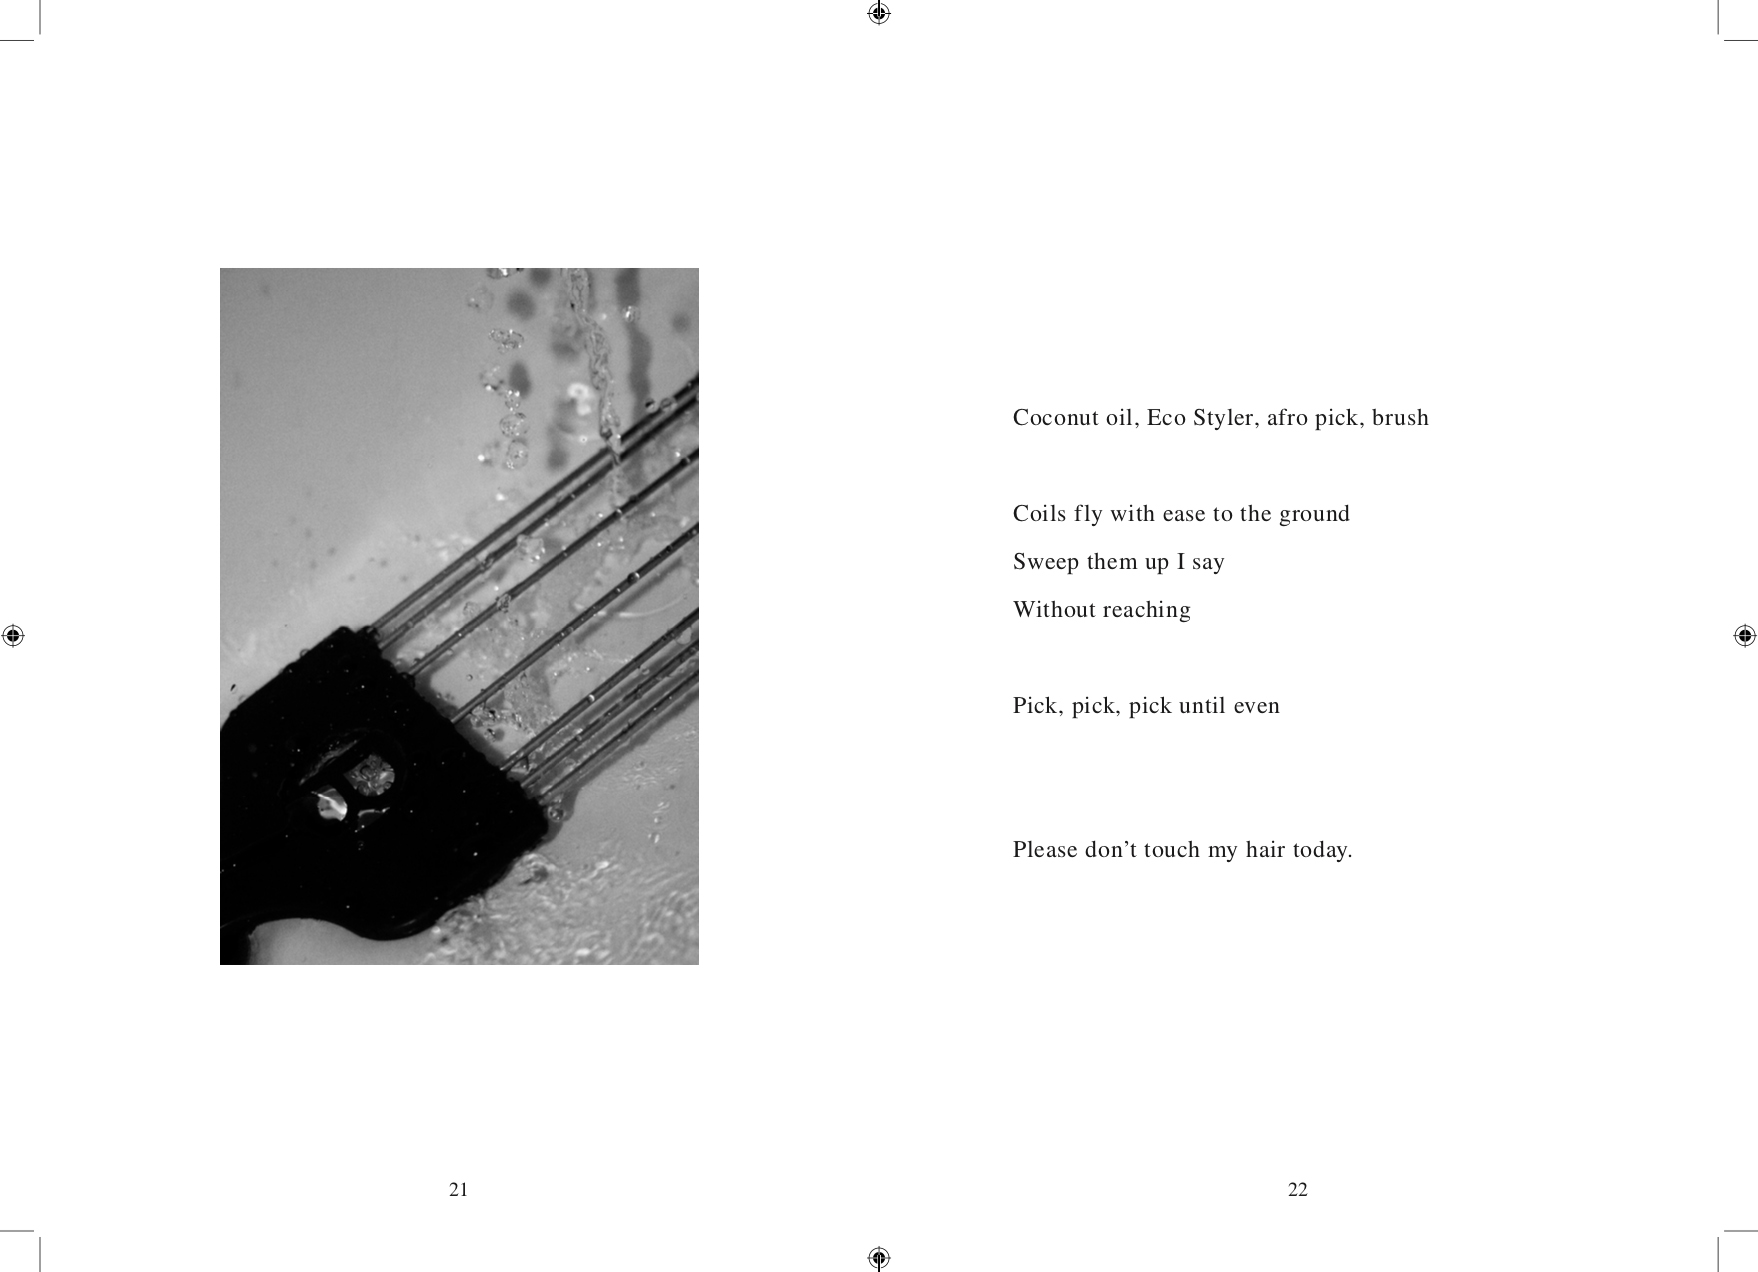 Coconut oil, Eco Styler, afro pick, brush
Coils fly with ease to the ground
Sweep them up I say
Without reaching
Pick, pick, pick until even
Please don’t touch my hair today.
21
22